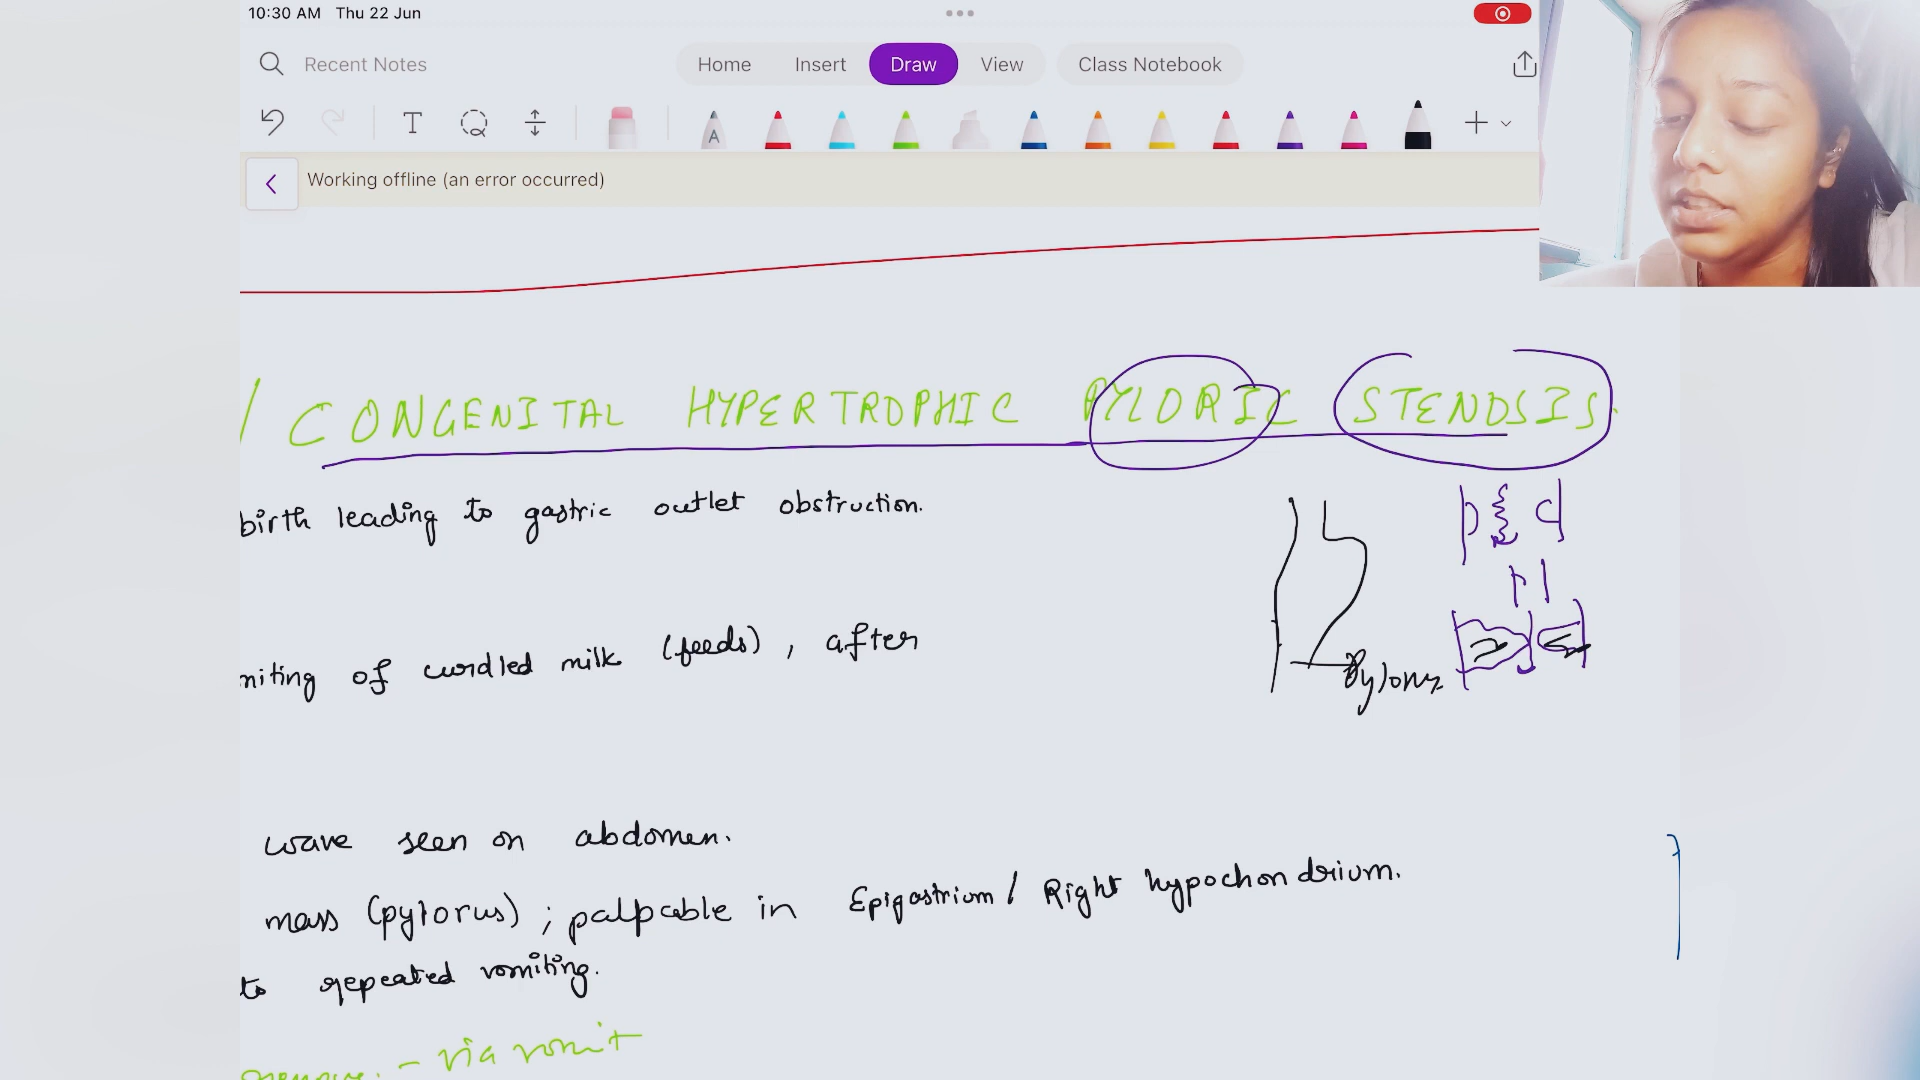 10:30 AM Thu 22 Jun
Recent Notes
Home Insert Draw View Class Notebook
T A
Working offline (an error occurred)
/ CONGENITAL HYPERTROPHIC PYLORIC STENOSIS.
birth leading to gastric outlet obstruction.
miting of curdled milk (feeds), after
Pylorus
wave seen on abdomen.
mass (pylorus) ; palpable in Epigastrium / Right hypochondrium.
to repeated vomiting.
- via vomit